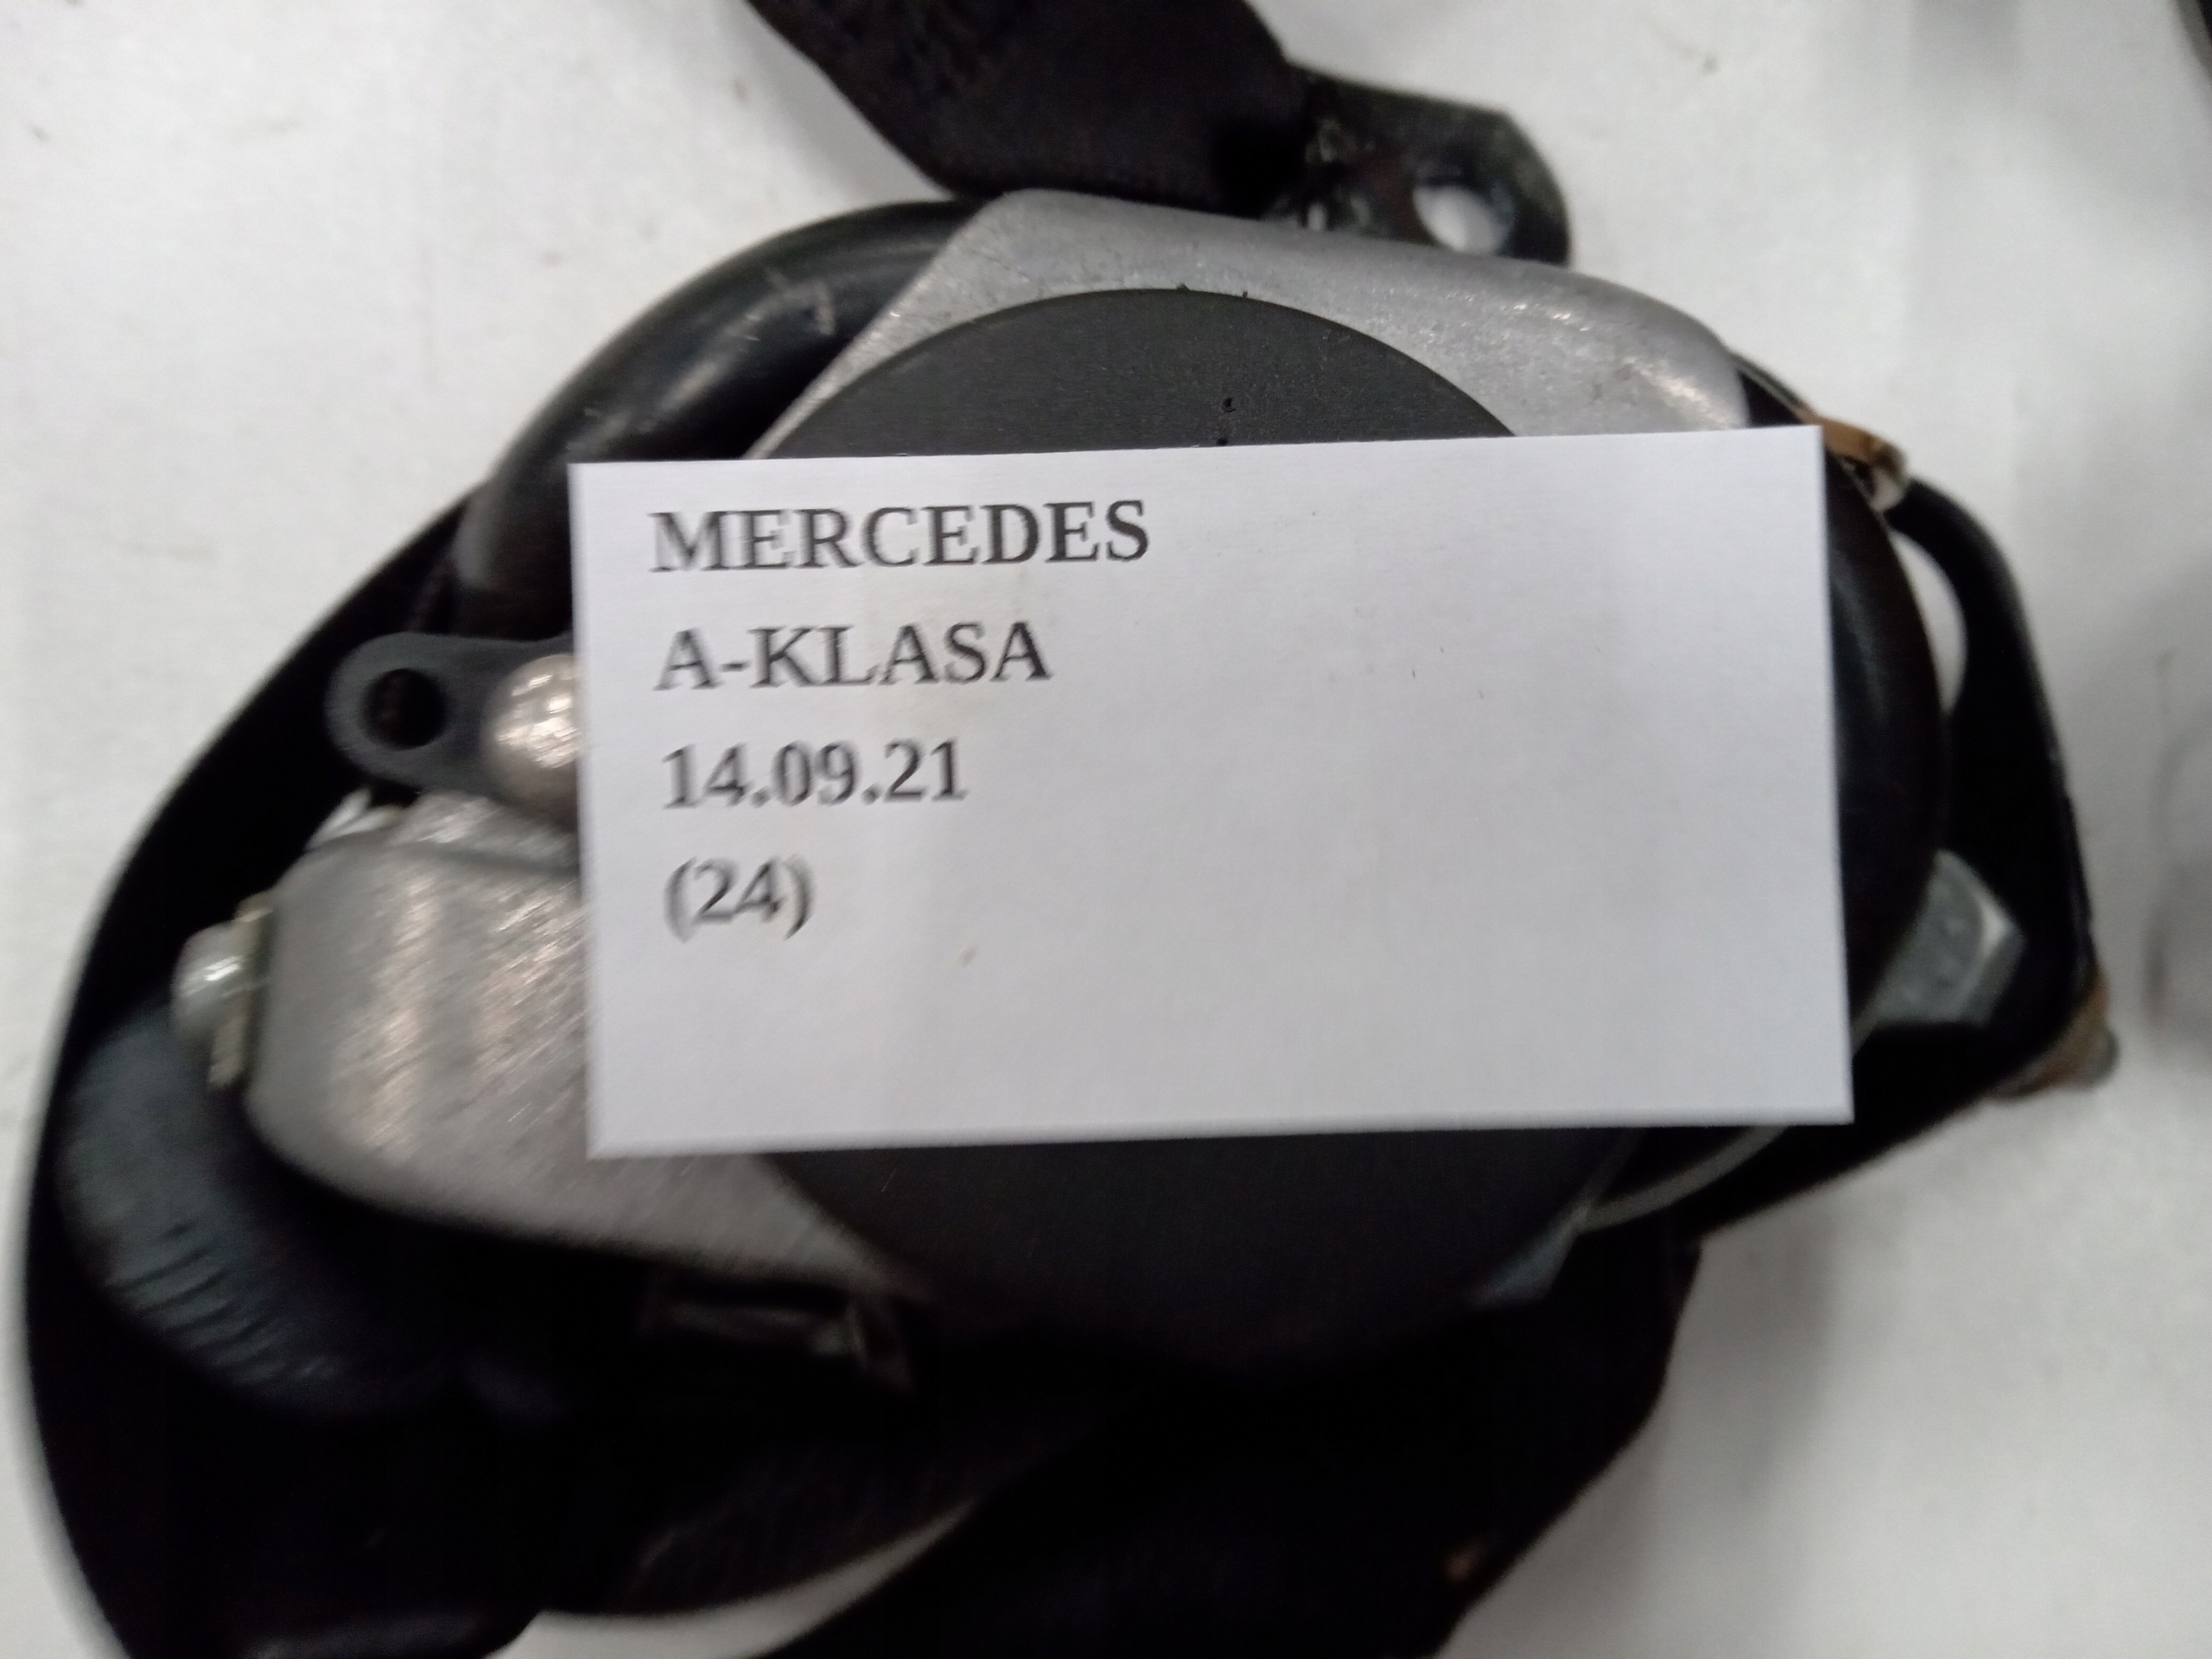 MERCEDES
A-KLASA
14.09.21
(24)